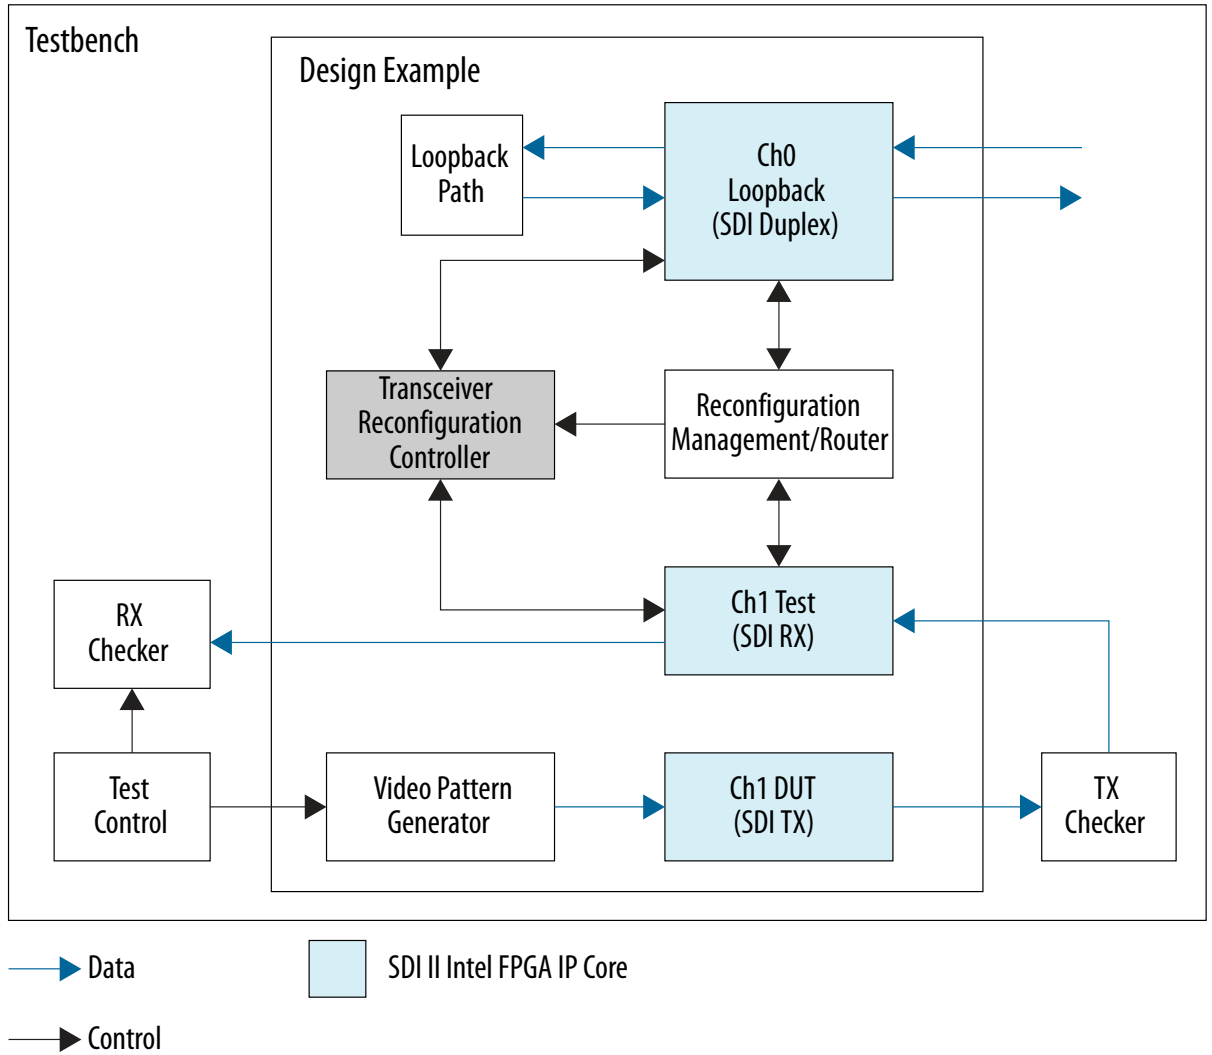 Testbench
Design Example
Loopback
Path
Ch0
Loopback
(SDI Duplex)
Transceiver
Reconfiguration
Controller
Reconfiguration
Management/Router
RX
Checker
Ch1 Test
(SDI RX)
Test
Control
Video Pattern
Generator
Ch1 DUT
(SDI TX)
TX
Checker
Data
SDI II Intel FPGA IP Core
Control